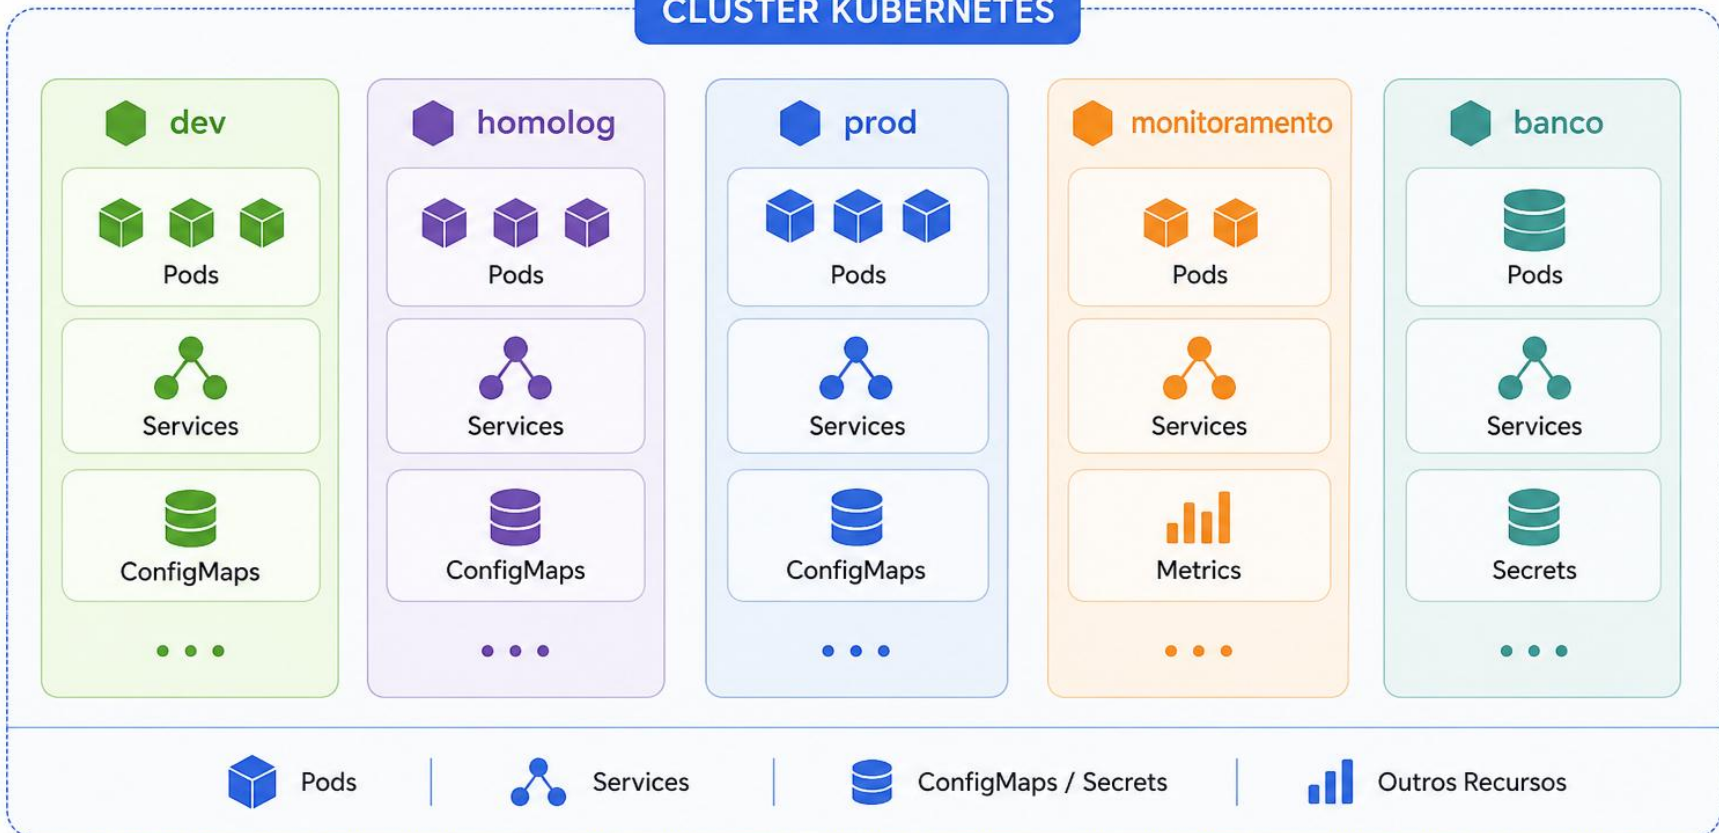 CLUSTER KUBERNETES
dev
Pods
Services
ConfigMaps
homolog
Pods
Services
ConfigMaps
prod
Pods
Services
ConfigMaps
monitoramento
Pods
Services
Metrics
banco
Pods
Services
Secrets
Pods
Services
ConfigMaps / Secrets
Outros Recursos